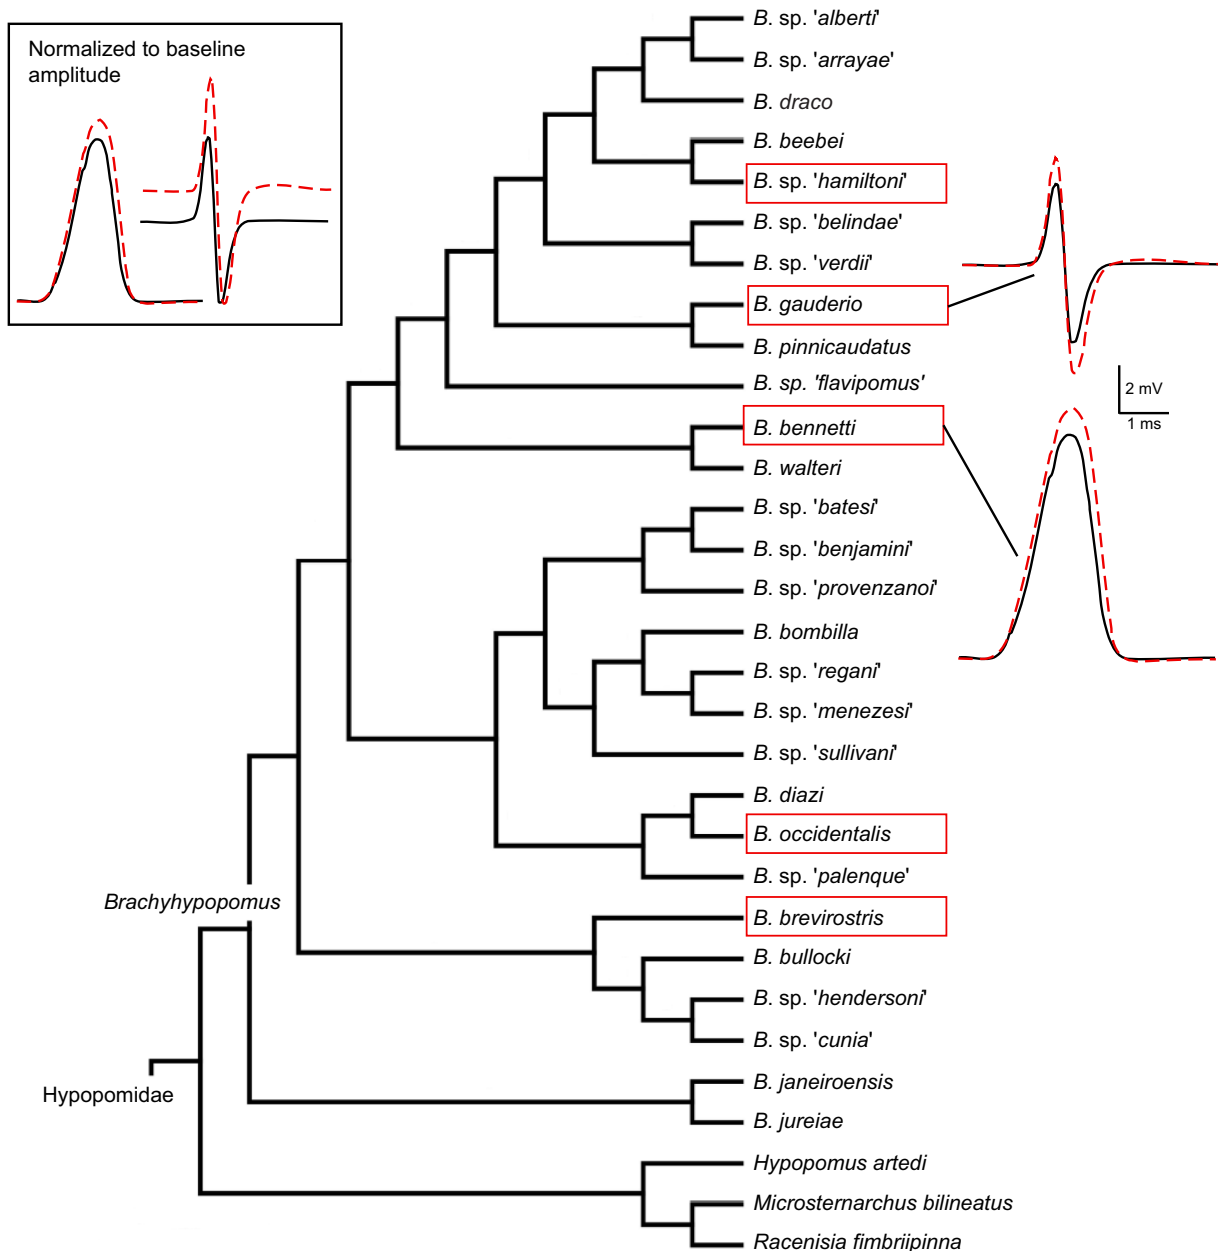 Normalized to baseline
amplitude
B. sp. 'alberti'
B. sp. 'arrayae'
B. draco
B. beebei
B. sp. 'hamiltoni'
B. sp. 'belindae'
B. sp. 'verdii'
B. gauderio
B. pinnicaudatus
B. sp. 'flavipomus'
2 mV
1 ms
B. bennetti
B. walteri
B. sp. 'batesi'
B. sp. 'benjamini'
B. sp. 'provenzanoi'
B. bombilla
B. sp. 'regani'
B. sp. 'menezesi'
B. sp. 'sullivani'
B. diazi
B. occidentalis
B. sp. 'palenque'
Brachyhypopomus
B. brevirostris
B. bullocki
B. sp. 'hendersoni'
B. sp. 'cunia'
Hypopomidae
B. janeiroensis
B. jureiae
Hypopomus artedi
Microsternarchus bilineatus
Racenisia fimbriipinna